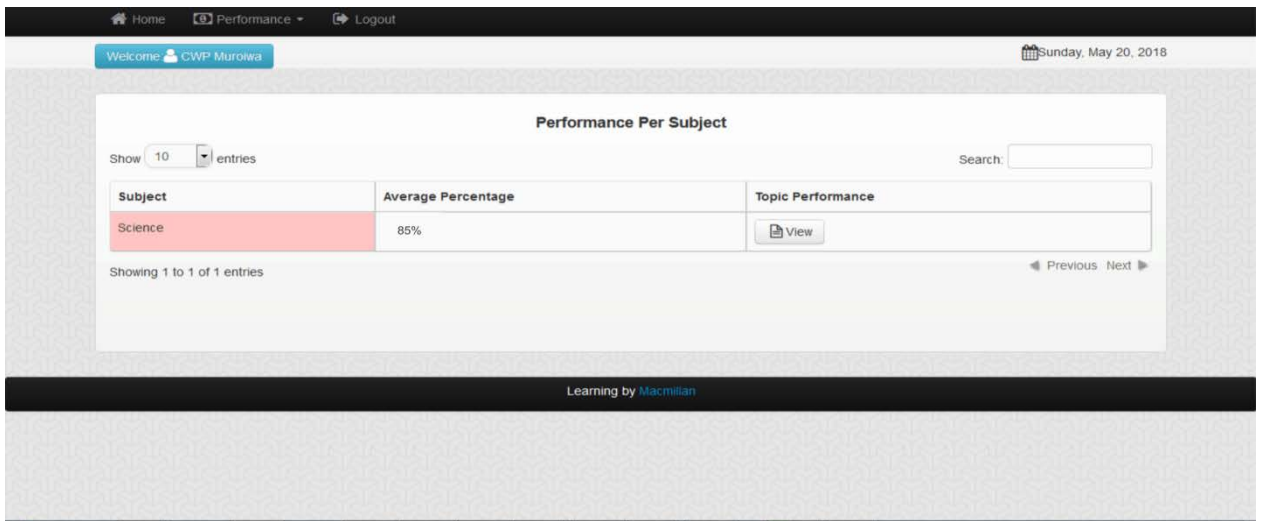 Home Performance Logout
Welcome CWP Muroiwa Sunday, May 20, 2018
Performance Per Subject
Show 10 entries Search:
Subject Average Percentage Topic Performance
Science 85% View
Showing 1 to 1 of 1 entries Previous Next
Learning by Macmillan